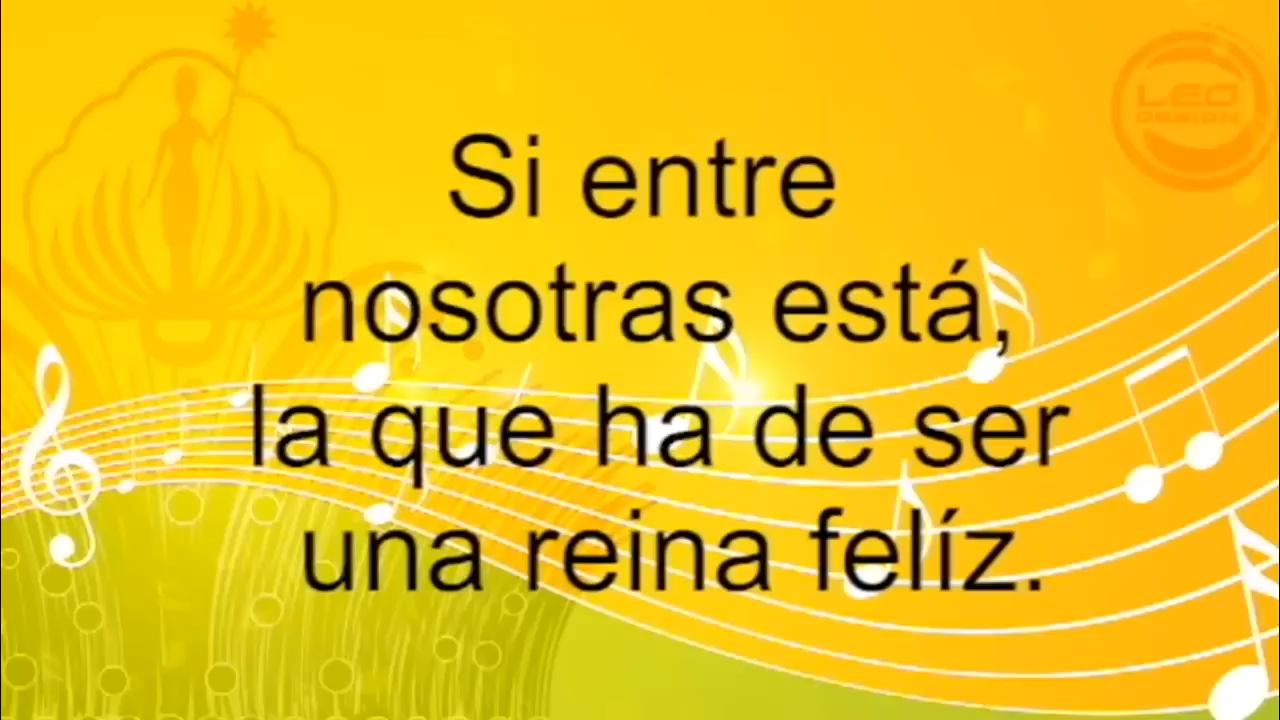 LEO
DESIGN
Si entre
nosotras está,
la que ha de ser
una reina felíz.